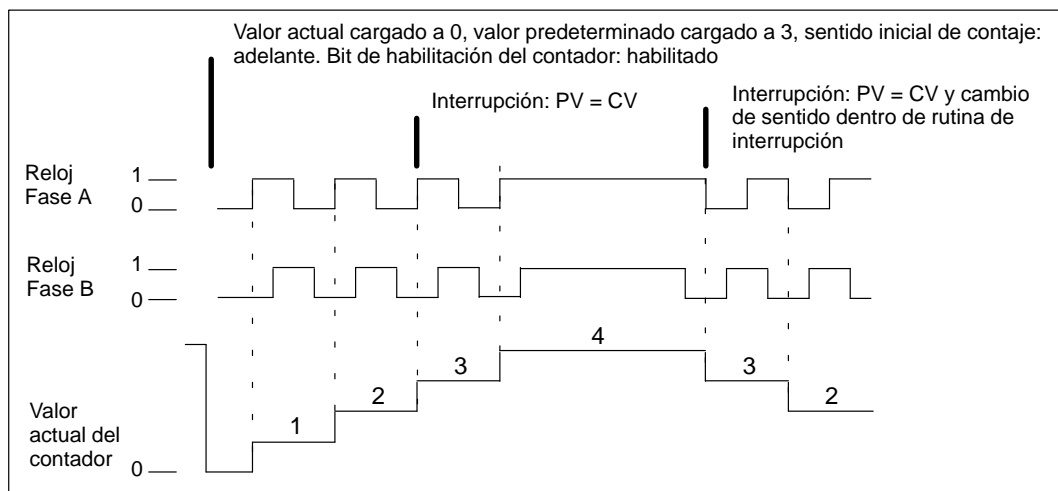 Valor actual cargado a 0, valor predeterminado cargado a 3, sentido inicial de contaje:
adelante. Bit de habilitación del contador: habilitado
Interrupción: PV = CV
Interrupción: PV = CV y cambio
de sentido dentro de rutina de
interrupción
Reloj
Fase A
1
0
Reloj
Fase B
1
0
4
3
3
2
2
1
Valor
actual del
contador
0